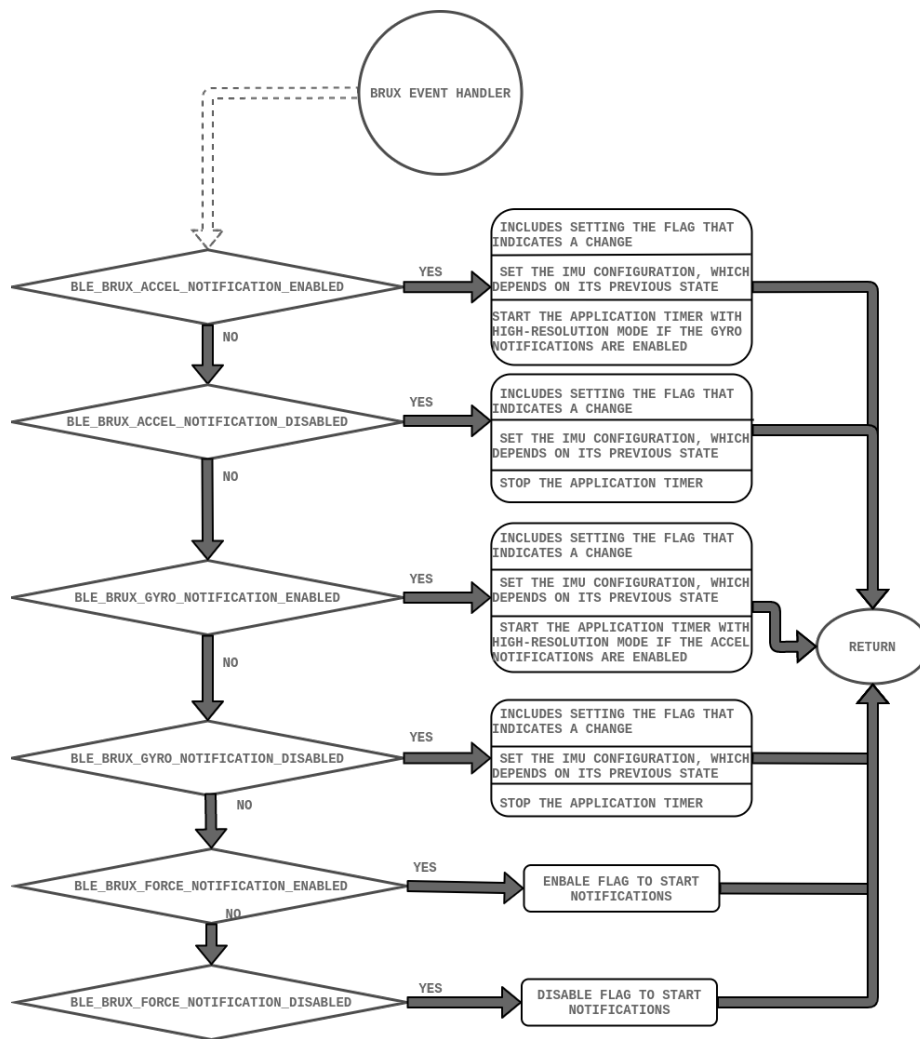 BRUX EVENT HANDLER
INCLUDES SETTING THE FLAG THAT
INDICATES A CHANGE
BLE_BRUX_ACCEL_NOTIFICATION_ENABLED
YES
SET THE IMU CONFIGURATION, WHICH
DEPENDS ON ITS PREVIOUS STATE
START THE APPLICATION TIMER WITH
HIGH-RESOLUTION MODE IF THE GYRO
NOTIFICATIONS ARE ENABLED
NO
BLE_BRUX_ACCEL_NOTIFICATION_DISABLED
YES
INCLUDES SETTING THE FLAG THAT
INDICATES A CHANGE
SET THE IMU CONFIGURATION, WHICH
DEPENDS ON ITS PREVIOUS STATE
STOP THE APPLICATION TIMER
NO
INCLUDES SETTING THE FLAG THAT
INDICATES A CHANGE
BLE_BRUX_GYRO_NOTIFICATION_ENABLED
YES
SET THE IMU CONFIGURATION, WHICH
DEPENDS ON ITS PREVIOUS STATE
START THE APPLICATION TIMER WITH
HIGH-RESOLUTION MODE IF THE ACCEL
NOTIFICATIONS ARE ENABLED
RETURN
NO
INCLUDES SETTING THE FLAG THAT
INDICATES A CHANGE
BLE_BRUX_GYRO_NOTIFICATION_DISABLED
YES
SET THE IMU CONFIGURATION, WHICH
DEPENDS ON ITS PREVIOUS STATE
STOP THE APPLICATION TIMER
NO
BLE_BRUX_FORCE_NOTIFICATION_ENABLED
YES
ENBALE FLAG TO START
NOTIFICATIONS
NO
BLE_BRUX_FORCE_NOTIFICATION_DISABLED
YES
DISABLE FLAG TO START
NOTIFICATIONS